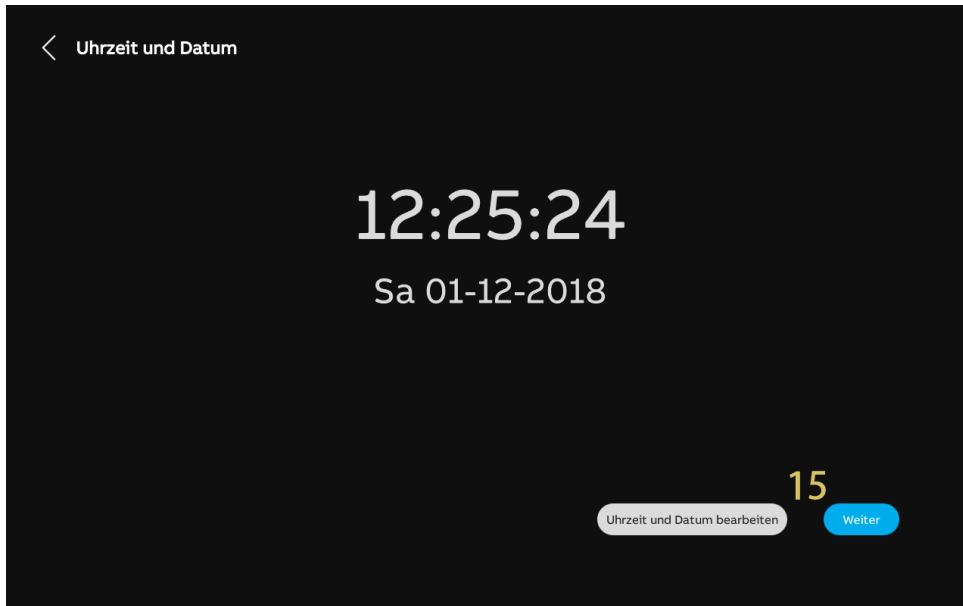 Uhrzeit und Datum
12:25:24
Sa 01-12-2018
15
Uhrzeit und Datum bearbeiten
Weiter